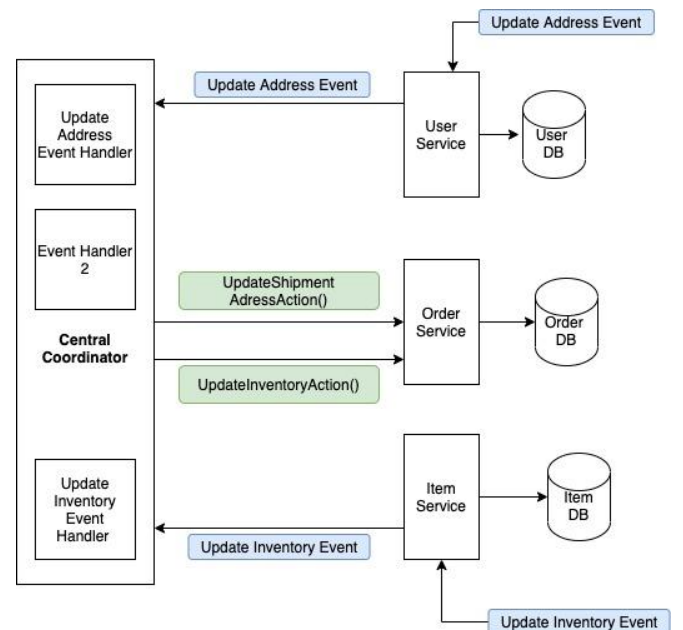 Update Address Event
Update Address Event
Update
Address
Event Handler
User
Service
User
DB
Event Handler
2
UpdateShipment
AdressAction()
Order
Service
Order
DB
Central
Coordinator
UpdateInventoryAction()
Update
Inventory
Event
Handler
Item
Service
Item
DB
Update Inventory Event
Update Inventory Event